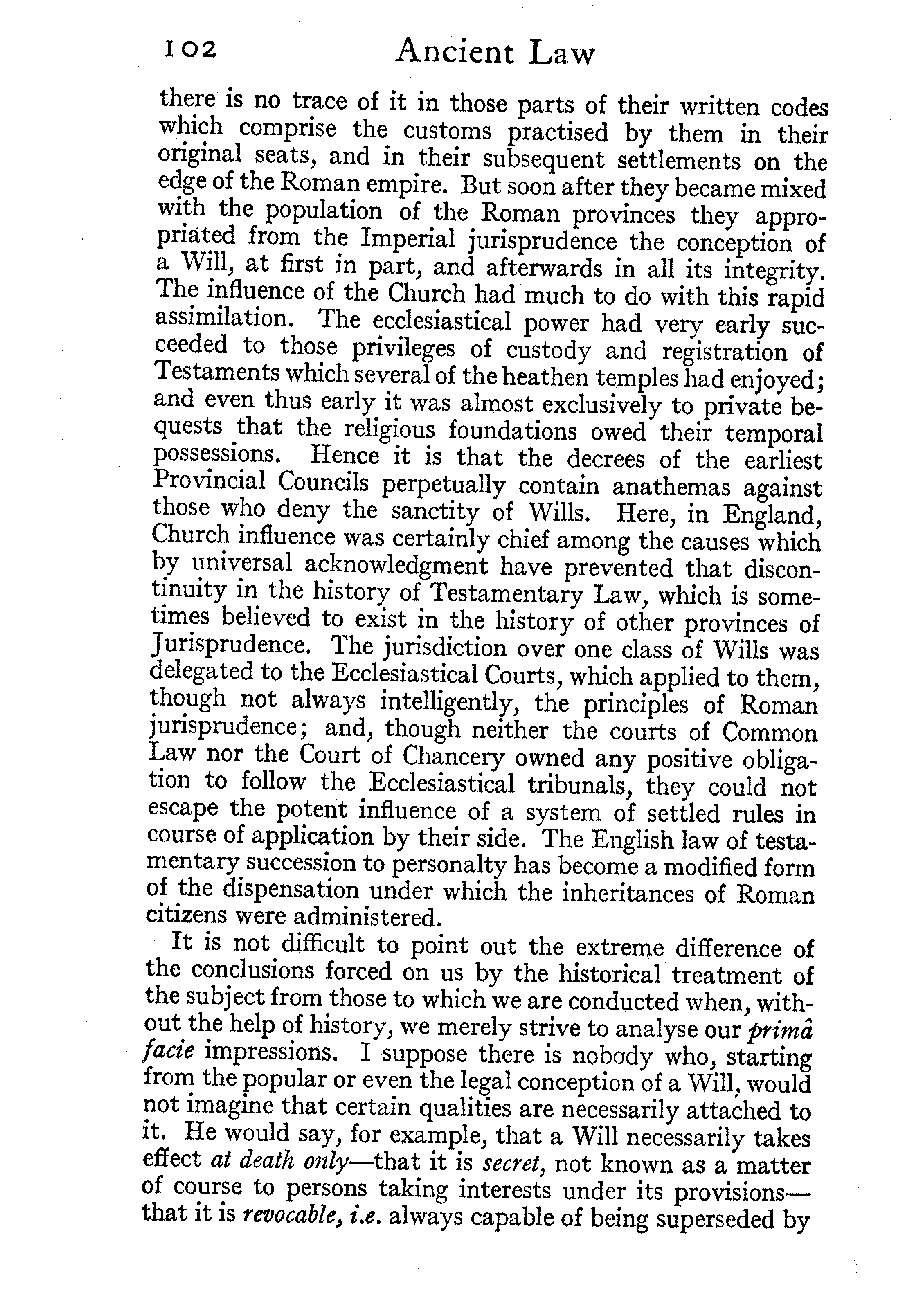 102 Ancient Law
there is no trace of it in those parts of their written codes
which comprise the customs practised by them in their
original seats, and in their subsequent settlements on the
edge of the Roman empire. But soon after they became mixed
with the population of the Roman provinces they appro-
priated from the Imperial jurisprudence the conception of
a Will, at first in part, and afterwards in all its integrity.
The influence of the Church had much to do with this rapid
assimilation. The ecclesiastical power had very early suc-
ceeded to those privileges of custody and registration of
Testaments which several of the heathen temples had enjoyed;
and even thus early it was almost exclusively to private be-
quests that the religious foundations owed their temporal
possessions. Hence it is that the decrees of the earliest
Provincial Councils perpetually contain anathemas against
those who deny the sanctity of Wills. Here, in England,
Church influence was certainly chief among the causes which
by universal acknowledgment have prevented that discon-
tinuity in the history of Testamentary Law, which is some-
times believed to exist in the history of other provinces of
Jurisprudence. The jurisdiction over one class of Wills was
delegated to the Ecclesiastical Courts, which applied to them,
though not always intelligently, the principles of Roman
jurisprudence; and, though neither the courts of Common
Law nor the Court of Chancery owned any positive obliga-
tion to follow the Ecclesiastical tribunals, they could not
escape the potent influence of a system of settled rules in
course of application by their side. The English law of testa-
mentary succession to personalty has become a modified form
of the dispensation under which the inheritances of Roman
citizens were administered.
It is not difficult to point out the extreme difference of
the conclusions forced on us by the historical treatment of
the subject from those to which we are conducted when, with-
out the help of history, we merely strive to analyse our primâ
facie impressions. I suppose there is nobody who, starting
from the popular or even the legal conception of a Will, would
not imagine that certain qualities are necessarily attached to
it. He would say, for example, that a Will necessarily takes
effect at death only—that it is secret, not known as a matter
of course to persons taking interests under its provisions—
that it is revocable, i.e. always capable of being superseded by